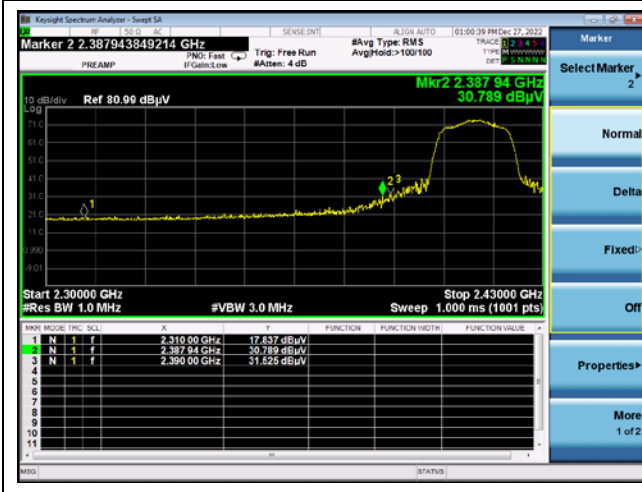 Keysight Spectrum Analyzer - Swept SA
RF 50 Ω AC SENSE:INT ALIGN AUTO 01:00:39 PM Dec 27, 2022
Marker 2 2.387943849214 GHz
PREAMP
PNO: Fast
IFGain:Low
Trig: Free Run
#Atten: 4 dB
#Avg Type: RMS
Avg|Hold:>100/100
TRACE 1 2 3 4 5
TYPE M
DET P S N N N N
Mkr2 2.387 94 GHz
30.789 dBµV
10 dB/div Ref 80.99 dBµV
Log
71.0
61.0
51.0
41.0
31.0
21.0
11.0
0.990
-9.01
1
2 3
Start 2.30000 GHz Stop 2.43000 GHz
#Res BW 1.0 MHz #VBW 3.0 MHz Sweep 1.000 ms (1001 pts)
MKR MODE TRC SCL X Y FUNCTION FUNCTION WIDTH FUNCTION VALUE
1 N 1 f 2.310 00 GHz 17.837 dBµV
2 N 1 f 2.387 94 GHz 30.789 dBµV
3 N 1 f 2.390 00 GHz 31.525 dBµV
4
5
6
7
8
9
10
11
MSG STATUS
Marker
Select Marker
2
Normal
Delta
Fixed
Off
Properties
More
1 of 2